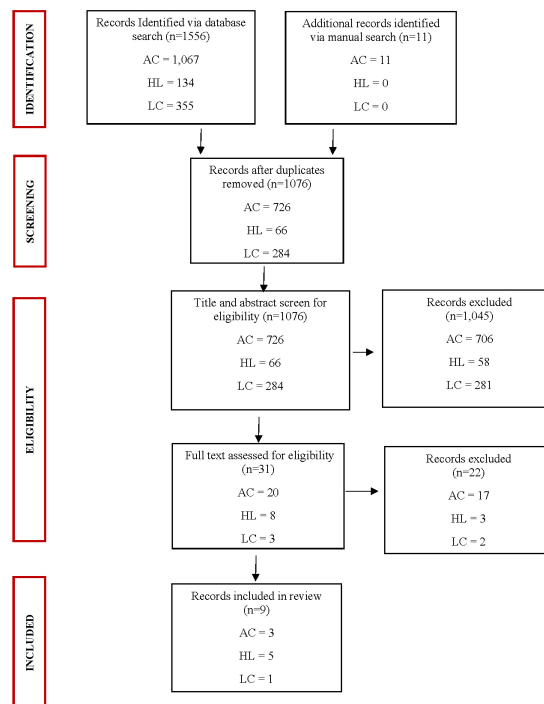 IDENTIFICATION
Records Identified via database
search (n=1556)
AC = 1,067
HL = 134
LC = 355
Additional records identified
via manual search (n=11)
AC = 11
HL = 0
LC = 0
SCREENING
Records after duplicates
removed (n=1076)
AC = 726
HL = 66
LC = 284
ELIGIBILITY
Title and abstract screen for
eligibility (n=1076)
AC = 726
HL = 66
LC = 284
Records excluded
(n=1,045)
AC = 706
HL = 58
LC = 281
Full text assessed for eligibility
(n=31)
AC = 20
HL = 8
LC = 3
Records excluded
(n=22)
AC = 17
HL = 3
LC = 2
INCLUDED
Records included in review
(n=9)
AC = 3
HL = 5
LC = 1